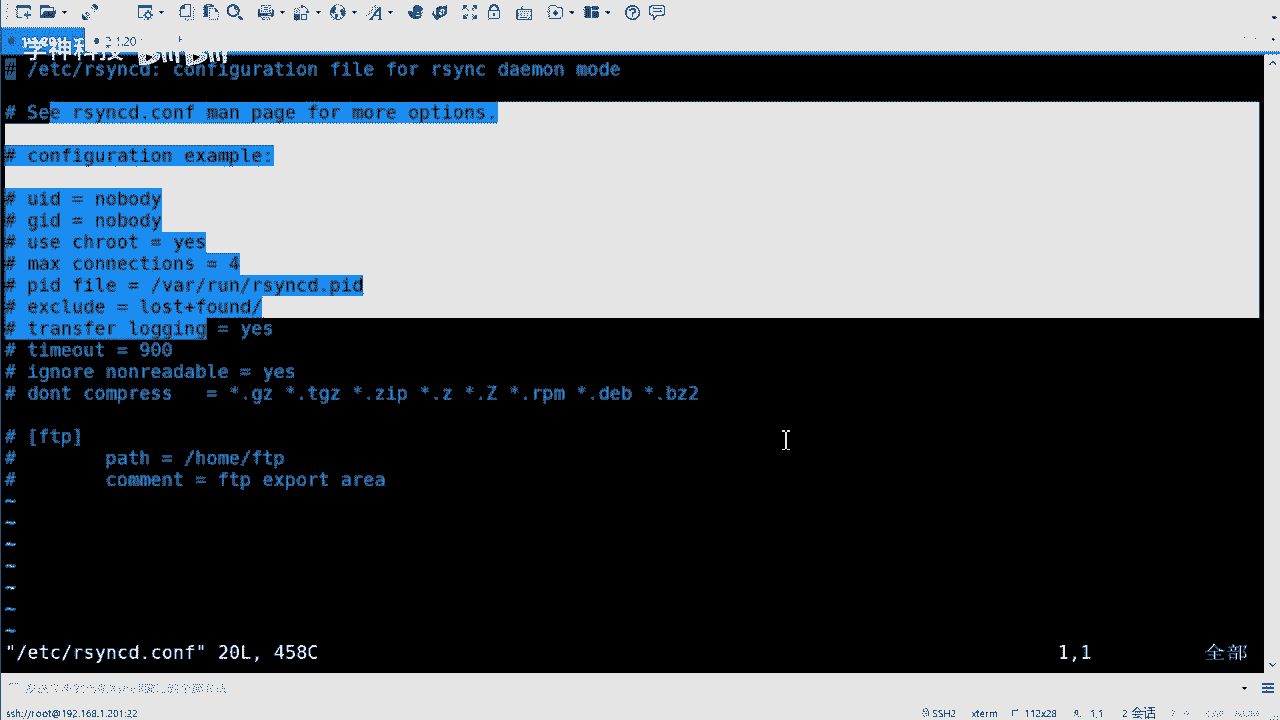 学神科技 bilibili
1.20
# /etc/rsyncd: configuration file for rsync daemon mode
# See rsyncd.conf man page for more options.
# configuration example:
# uid = nobody
# gid = nobody
# use chroot = yes
# max connections = 4
# pid file = /var/run/rsyncd.pid
# exclude = lost+found/
# transfer logging = yes
# timeout = 900
# ignore nonreadable = yes
# dont compress   = *.gz *.tgz *.zip *.z *.Z *.rpm *.deb *.bz2
# [ftp]
#        path = /home/ftp
#        comment = ftp export area
~
~
~
~
~
~
~
"/etc/rsyncd.conf" 20L, 458C 1,1 全部
ssh://root@192.168.1.201:22 SSH2 xterm 112x28 1,1 2 会话